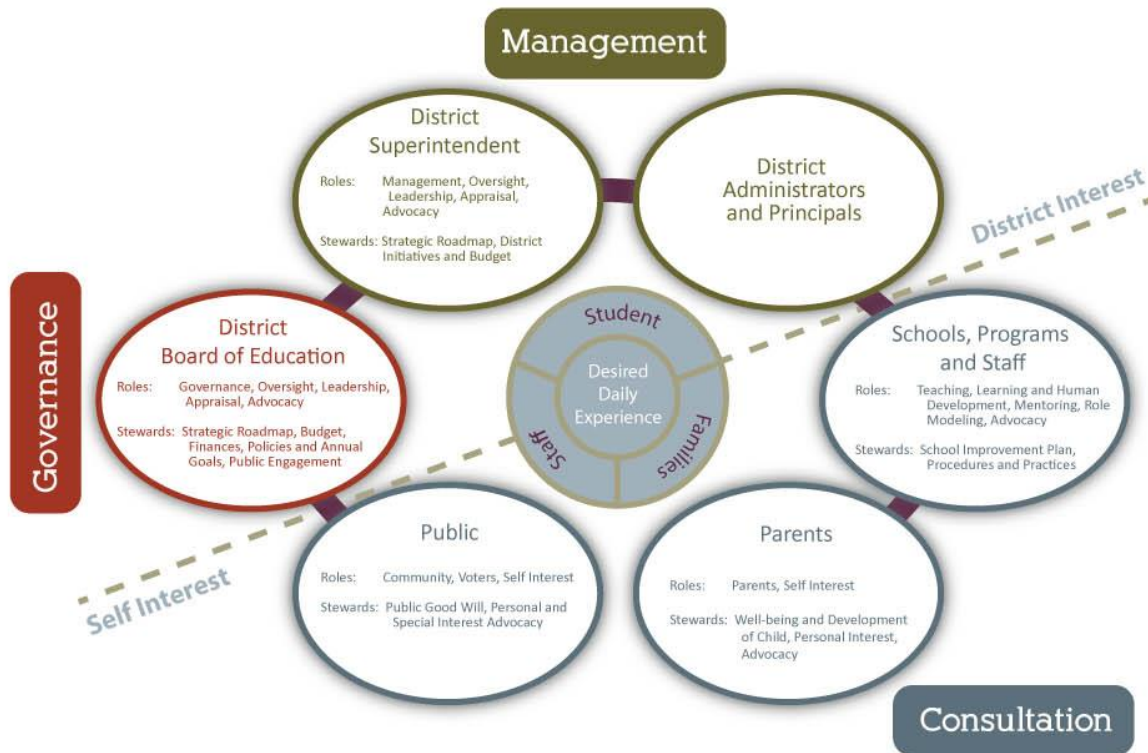 Management
District
Superintendent
Roles: Management, Oversight,
Leadership, Appraisal,
Advocacy
Stewards: Strategic Roadmap, District
Initiatives and Budget
District
Administrators
and Principals
District Interest
Governance
District
Board of Education
Roles: Governance, Oversight, Leadership,
Appraisal, Advocacy
Stewards: Strategic Roadmap, Budget,
Finances, Policies and Annual
Goals, Public Engagement
Student
Desired
Daily
Experience
Staff
Families
Schools, Programs
and Staff
Roles: Teaching, Learning and Human
Development, Mentoring, Role
Modeling, Advocacy
Stewards: School Improvement Plan,
Procedures and Practices
Self Interest
Public
Roles: Community, Voters, Self Interest
Stewards: Public Good Will, Personal and
Special Interest Advocacy
Parents
Roles: Parents, Self Interest
Stewards: Well-being and Development
of Child, Personal Interest,
Advocacy
Consultation